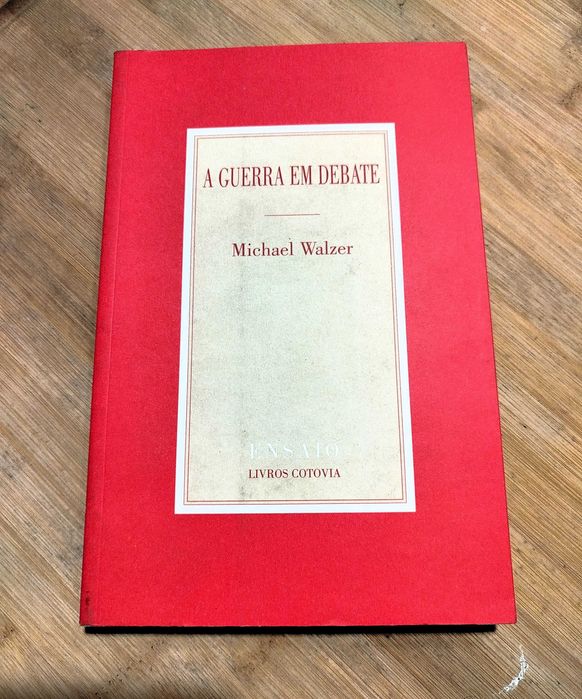 A GUERRA EM DEBATE
Michael Walzer
ENSAIO
LIVROS COTOVIA